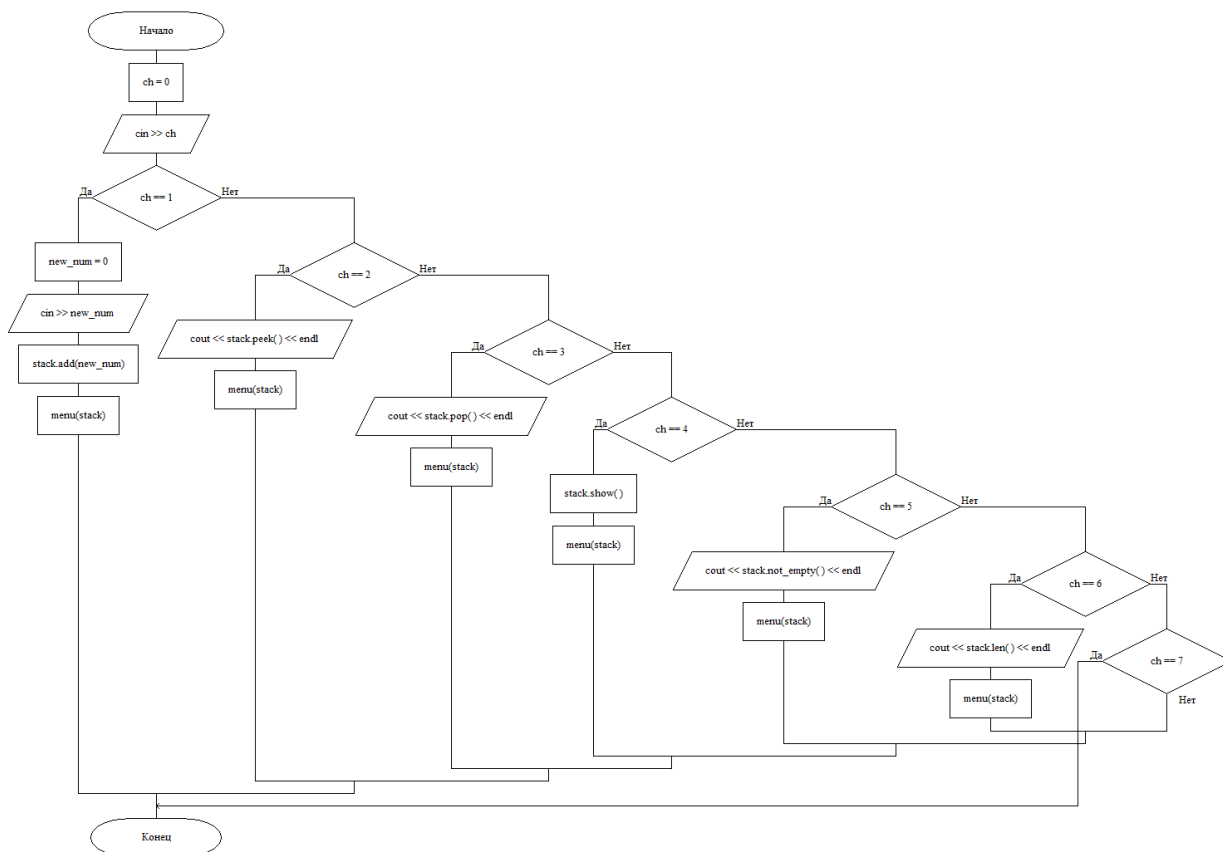 Начало
ch = 0
cin >> ch
Да
ch == 1
Нет
new_num = 0
cin >> new_num
stack.add(new_num)
menu(stack)
Да
ch == 2
Нет
cout << stack.peek( ) << endl
menu(stack)
Да
ch == 3
Нет
cout << stack.pop( ) << endl
menu(stack)
Да
ch == 4
Нет
stack.show( )
menu(stack)
Да
ch == 5
Нет
cout << stack.not_empty( ) << endl
menu(stack)
Да
ch == 6
Нет
cout << stack.len( ) << endl
menu(stack)
Да
ch == 7
Нет
Конец